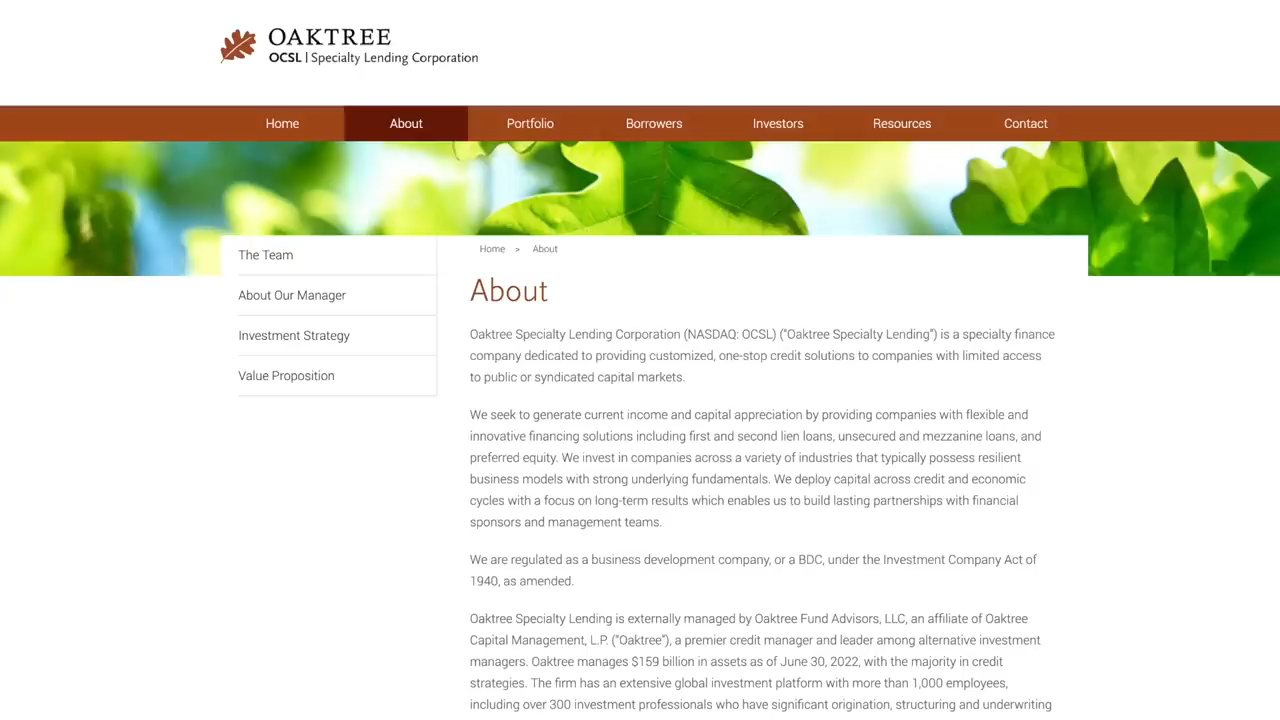 OAKTREE
OCSL | Specialty Lending Corporation
Home About Portfolio Borrowers Investors Resources Contact
The Team
About Our Manager
Investment Strategy
Value Proposition
Home > About
About
Oaktree Specialty Lending Corporation (NASDAQ: OCSL) (“Oaktree Specialty Lending”) is a specialty finance
company dedicated to providing customized, one-stop credit solutions to companies with limited access
to public or syndicated capital markets.
We seek to generate current income and capital appreciation by providing companies with flexible and
innovative financing solutions including first and second lien loans, unsecured and mezzanine loans, and
preferred equity. We invest in companies across a variety of industries that typically possess resilient
business models with strong underlying fundamentals. We deploy capital across credit and economic
cycles with a focus on long-term results which enables us to build lasting partnerships with financial
sponsors and management teams.
We are regulated as a business development company, or a BDC, under the Investment Company Act of
1940, as amended.
Oaktree Specialty Lending is externally managed by Oaktree Fund Advisors, LLC, an affiliate of Oaktree
Capital Management, L.P. (“Oaktree”), a premier credit manager and leader among alternative investment
managers. Oaktree manages $159 billion in assets as of June 30, 2022, with the majority in credit
strategies. The firm has an extensive global investment platform with more than 1,000 employees,
including over 300 investment professionals who have significant origination, structuring and underwriting